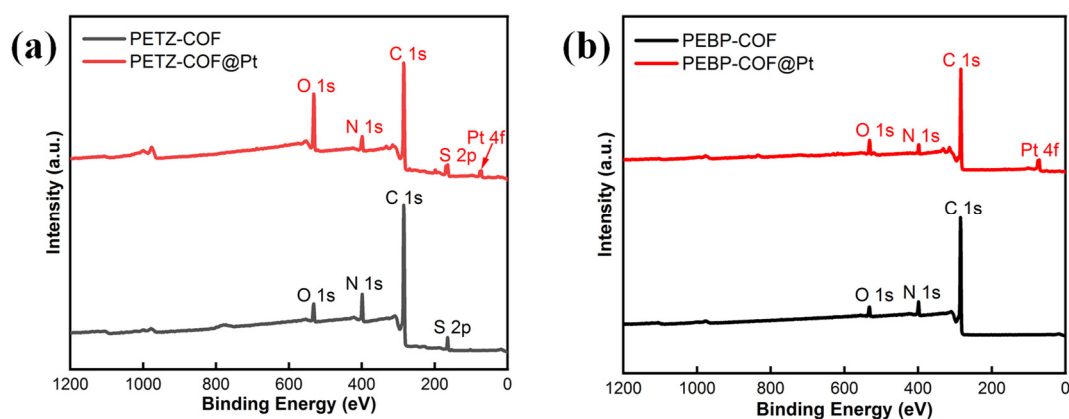 (a)
PETZ-COF
PETZ-COF@Pt
C 1s
O 1s
N 1s
Pt 4f
S 2p
C 1s
N 1s
O 1s
S 2p
Intensity (a.u.)
1200 1000 800 600 400 200 0
Binding Energy (eV)
(b)
PEBP-COF
PEBP-COF@Pt
C 1s
O 1s
N 1s
Pt 4f
C 1s
O 1s
N 1s
Intensity (a.u.)
1200 1000 800 600 400 200 0
Binding Energy (eV)